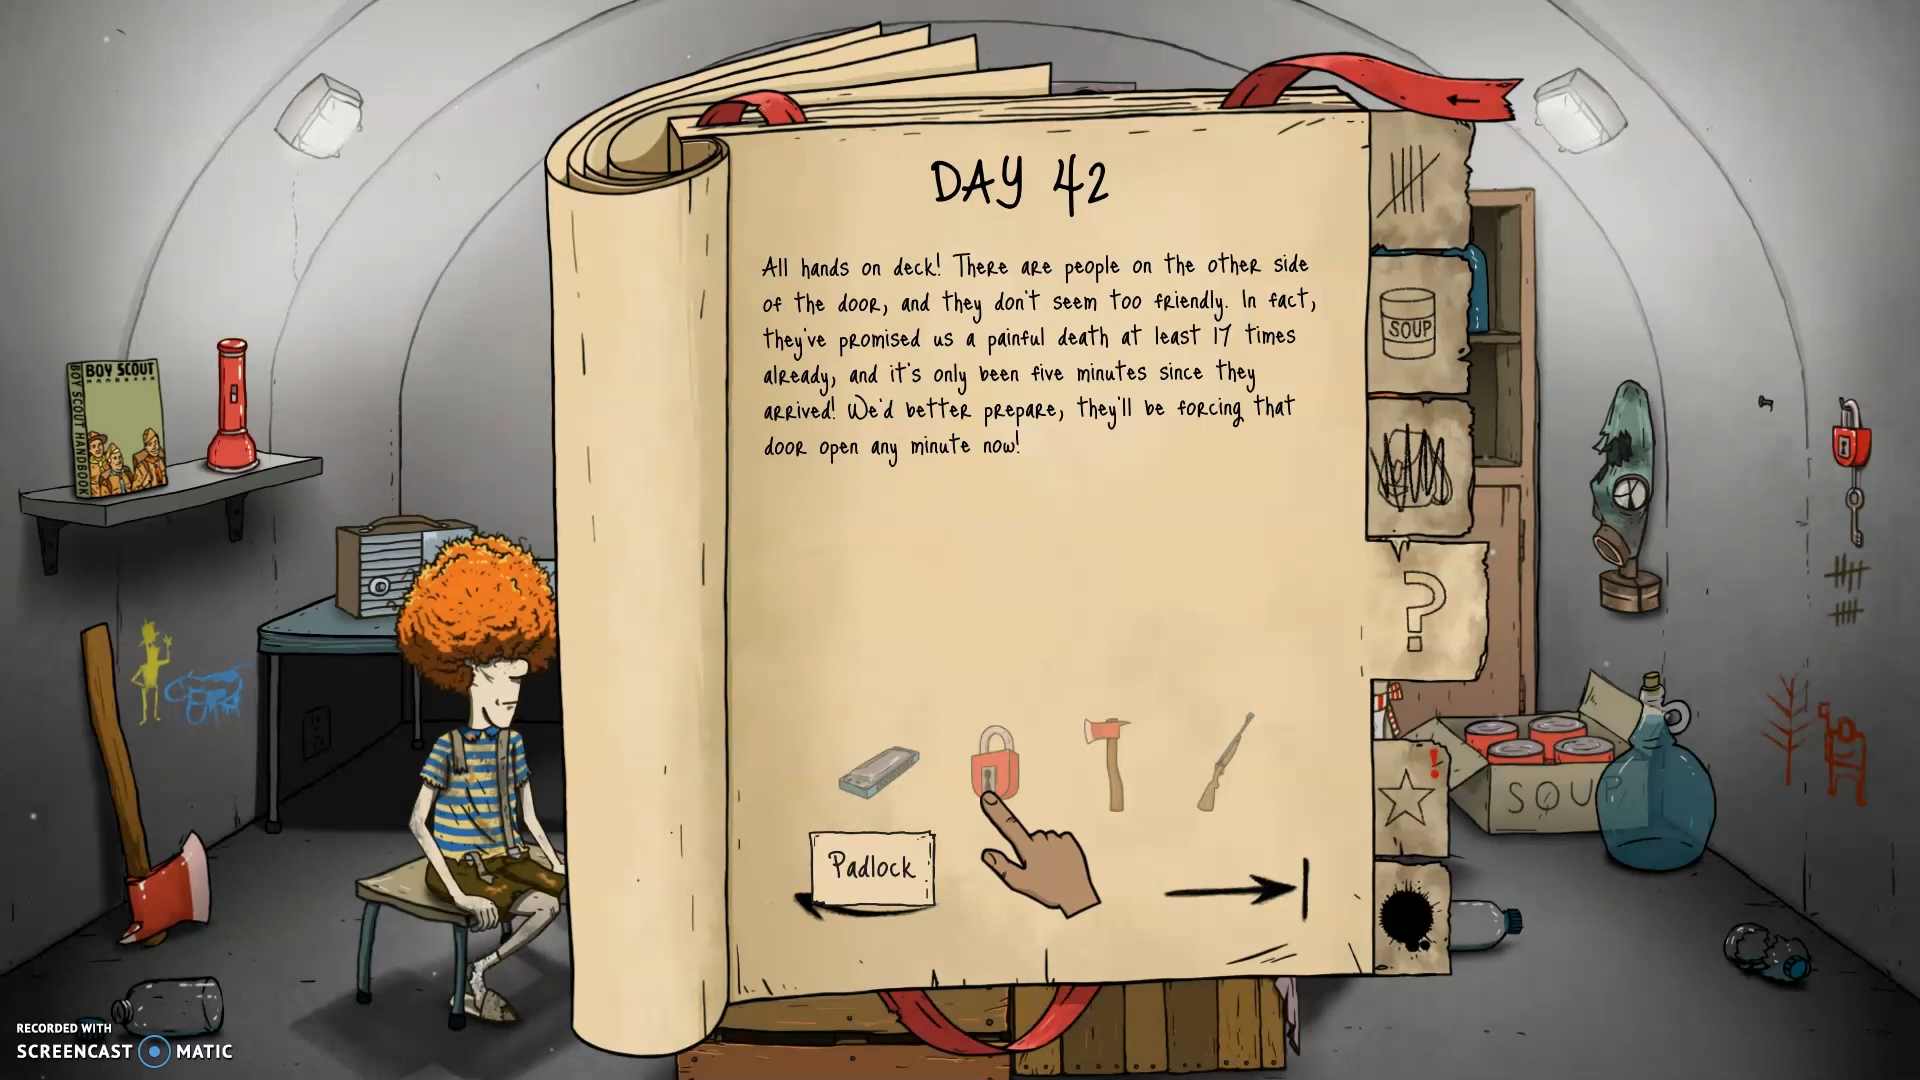 DAY 42
All hands on deck! There are people on the other side
of the door, and they don't seem too friendly. In fact,
they've promised us a painful death at least 17 times
already, and it's only been five minutes since they
arrived! We'd better prepare, they'll be forcing that
door open any minute now!
Padlock
SOUP
!
?
BOY SCOUT
HANDBOOK
BOY SCOUT HANDBOOK
SOU
RECORDED WITH
SCREENCAST MATIC